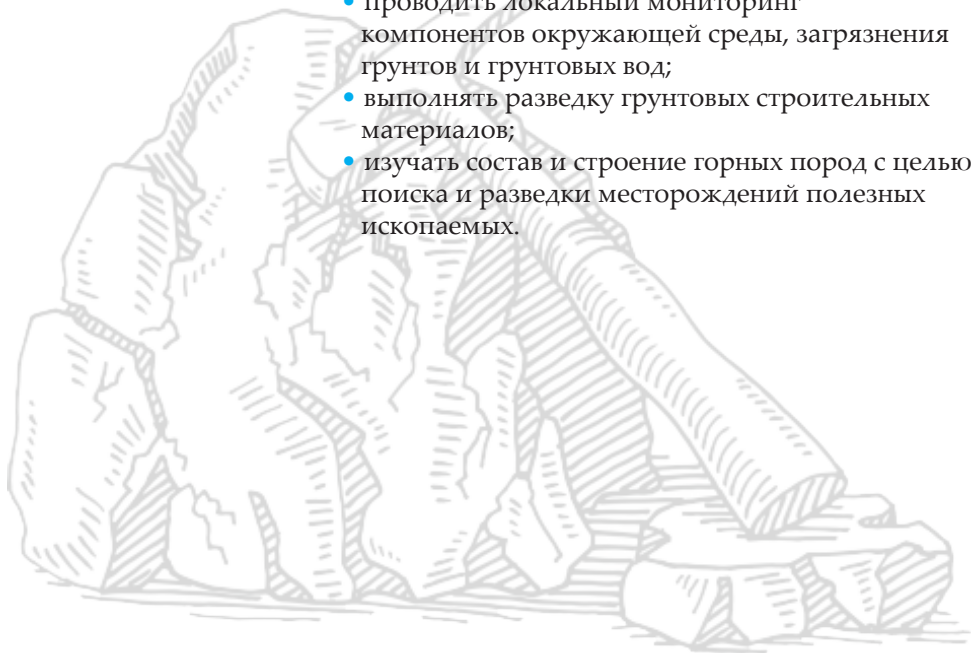 • проводить локальный мониторинг
компонентов окружающей среды, загрязнения
грунтов и грунтовых вод;
• выполнять разведку грунтовых строительных
материалов;
• изучать состав и строение горных пород с целью
поиска и разведки месторождений полезных
ископаемых.